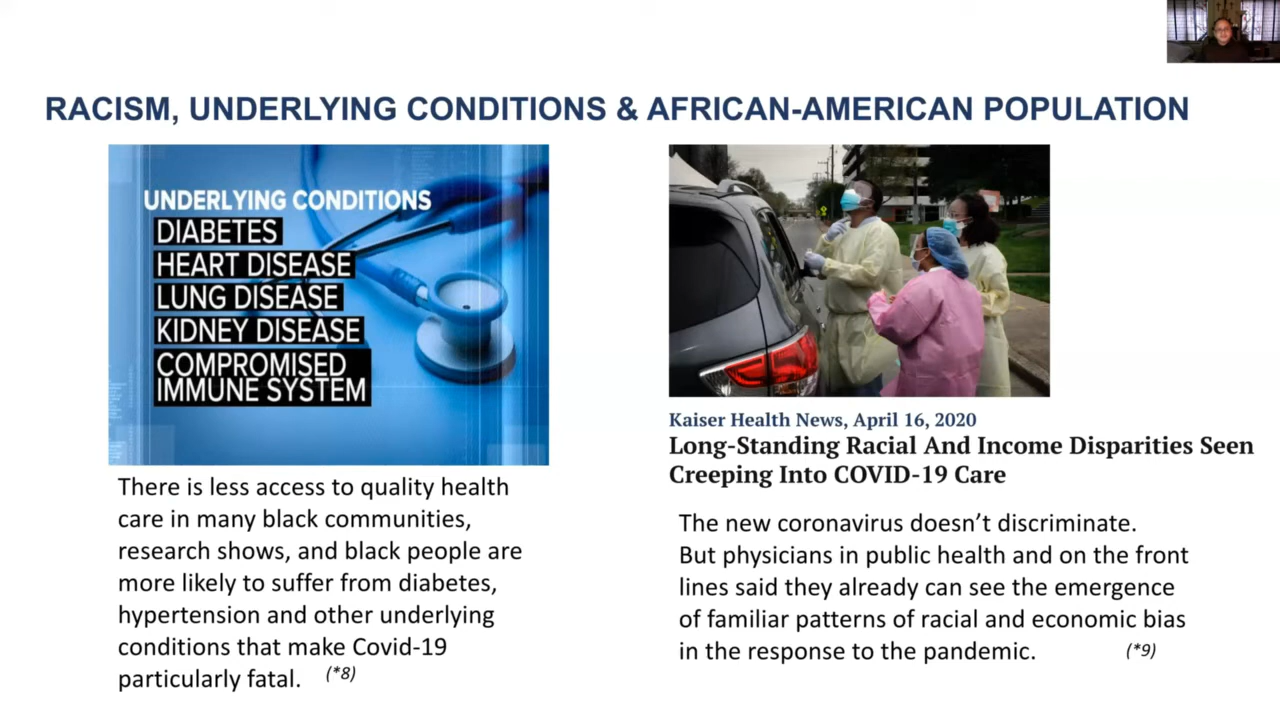 RACISM, UNDERLYING CONDITIONS & AFRICAN-AMERICAN POPULATION
UNDERLYING CONDITIONS
DIABETES
HEART DISEASE
LUNG DISEASE
KIDNEY DISEASE
COMPROMISED
IMMUNE SYSTEM
There is less access to quality health
care in many black communities,
research shows, and black people are
more likely to suffer from diabetes,
hypertension and other underlying
conditions that make Covid-19
particularly fatal. (*8)
Kaiser Health News, April 16, 2020
Long-Standing Racial And Income Disparities Seen
Creeping Into COVID-19 Care
The new coronavirus doesn’t discriminate.
But physicians in public health and on the front
lines said they already can see the emergence
of familiar patterns of racial and economic bias
in the response to the pandemic. (*9)